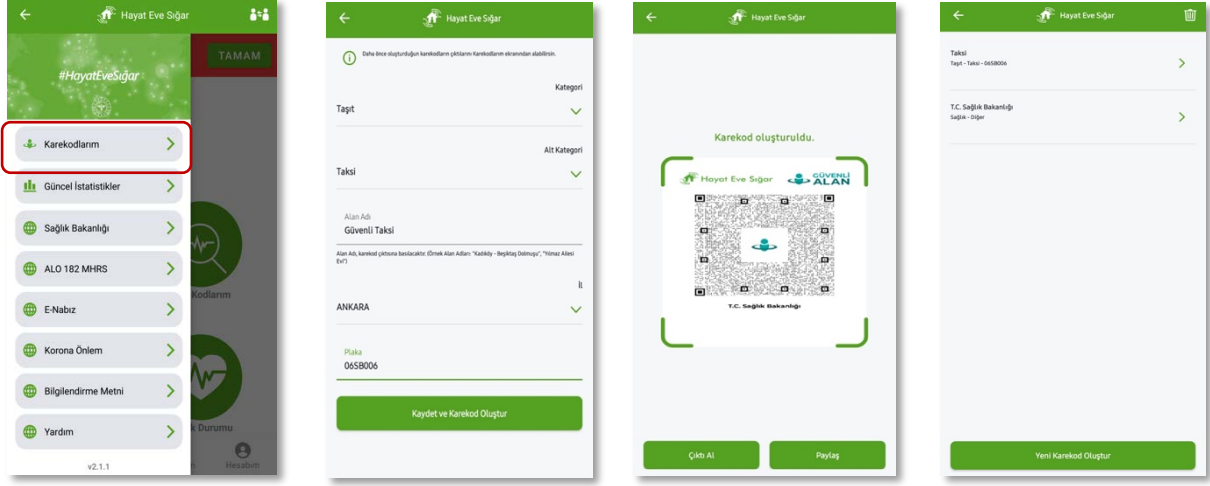 Hayat Eve Sığar
TAMAM
#HayatEveSığar
Karekodlarım
Güncel İstatistikler
Sağlık Bakanlığı
ALO 182 MHRS
Kodlarım
E-Nabız
Korona Önlem
Bilgilendirme Metni
k Durumu
Yardım
Hesabım
v2.1.1
Hayat Eve Sığar
Daha önce oluşturduğun karekodların çıktılarını Karekodlarım ekranından alabilirsin.
Kategori
Taşıt
Alt Kategori
Taksi
Alan Adı
Güvenli Taksi
Alan Adı, karekod çıktısına basılacaktır. (Örnek Alan Adları: "Kadıköy - Beşiktaş Dolmuşu", "Yılmaz Ailesi
Evi")
İl
ANKARA
Plaka
06SB006
Kaydet ve Karekod Oluştur
Hayat Eve Sığar
Karekod oluşturuldu.
Hayat Eve Sığar
GÜVENLİ
ALAN
T.C. Sağlık Bakanlığı
Çıktı Al
Paylaş
Hayat Eve Sığar
Taksi
Taşıt - Taksi - 06SB006
T.C. Sağlık Bakanlığı
Sağlık - Diğer
Yeni Karekod Oluştur